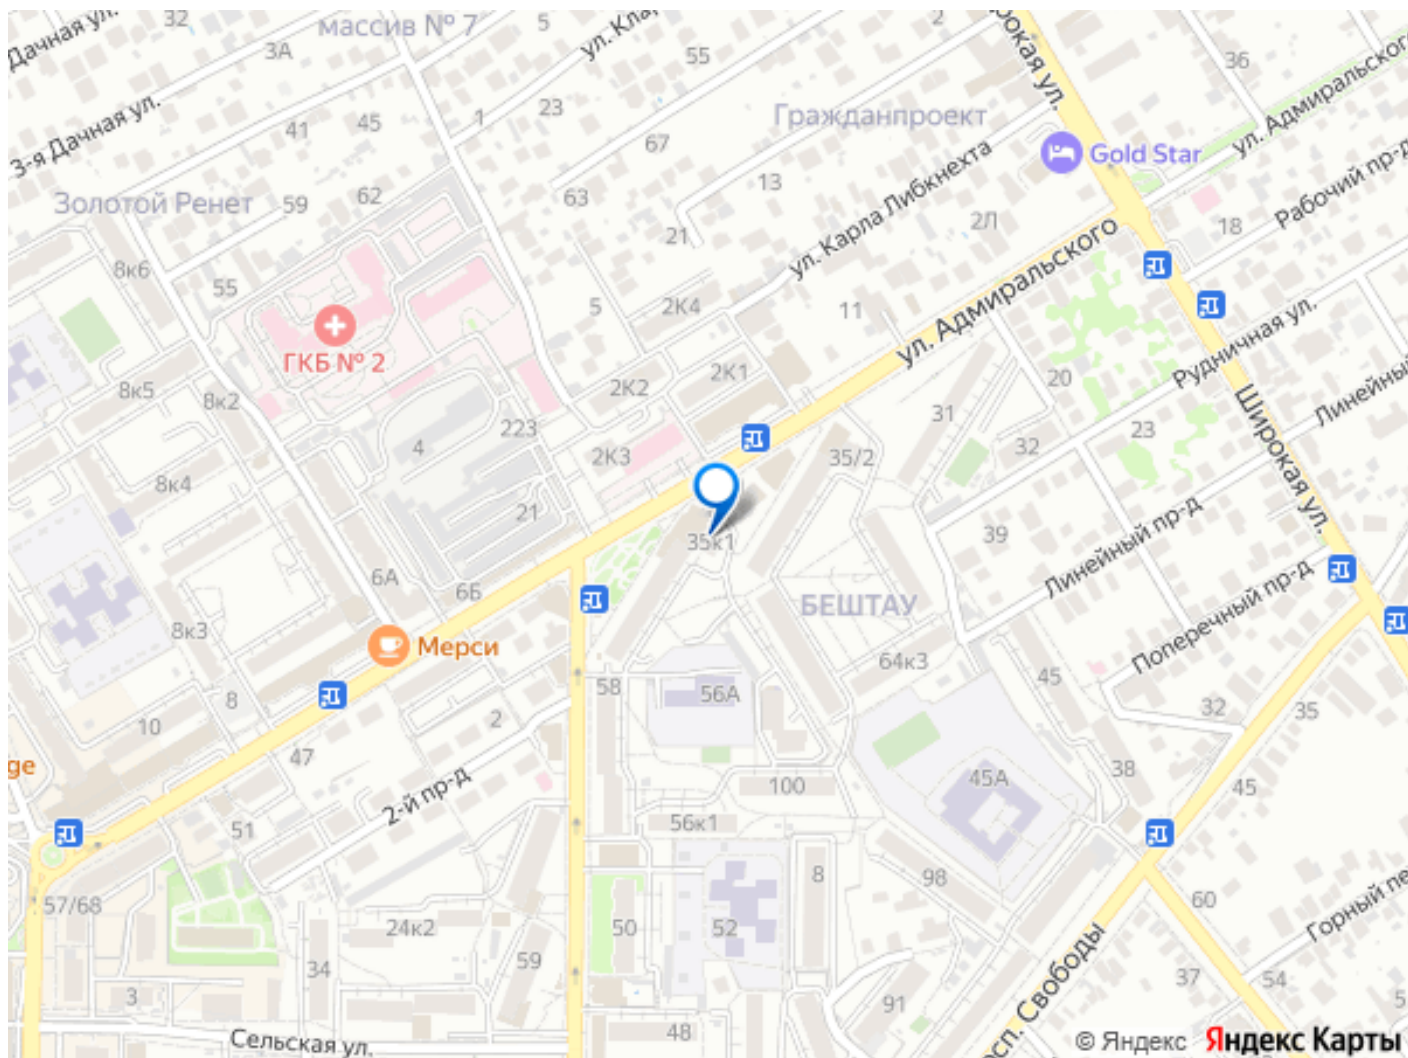 Дачная ул.
массив № 7
5
2
3А
ул. Кла
55
рокая ул.
36
ул. Адмиральского
3-я Дачная ул.
41
45
1
23
67
Гражданпроект
Gold Star
Рабочий пр-д
Золотой Ренет
59
62
63
13
21
ул. Карла Либкнехта
2Л
18
8к6
55
5
2К4
11
ул. Адмиральского
ГКБ № 2
8к5
8к2
2К2
2К1
20
Рудничная ул.
Линейный
4
223
2К3
35/2
31
32
23
Широкая ул.
8к4
21
35к1
39
Линейный пр-д
6А
6Б
БЕШТАУ
Поперечный пр-д
8к3
Мерси
58
56А
64к3
45
32
35
8
10
2
47
ge
2-й пр-д
100
45А
38
45
51
56к1
8
98
60
57/68
24к2
50
52
Горный пе
34
59
просп. Свободы
37
54
3
91
5
Сельская ул.
48
© Яндекс Яндекс Карты